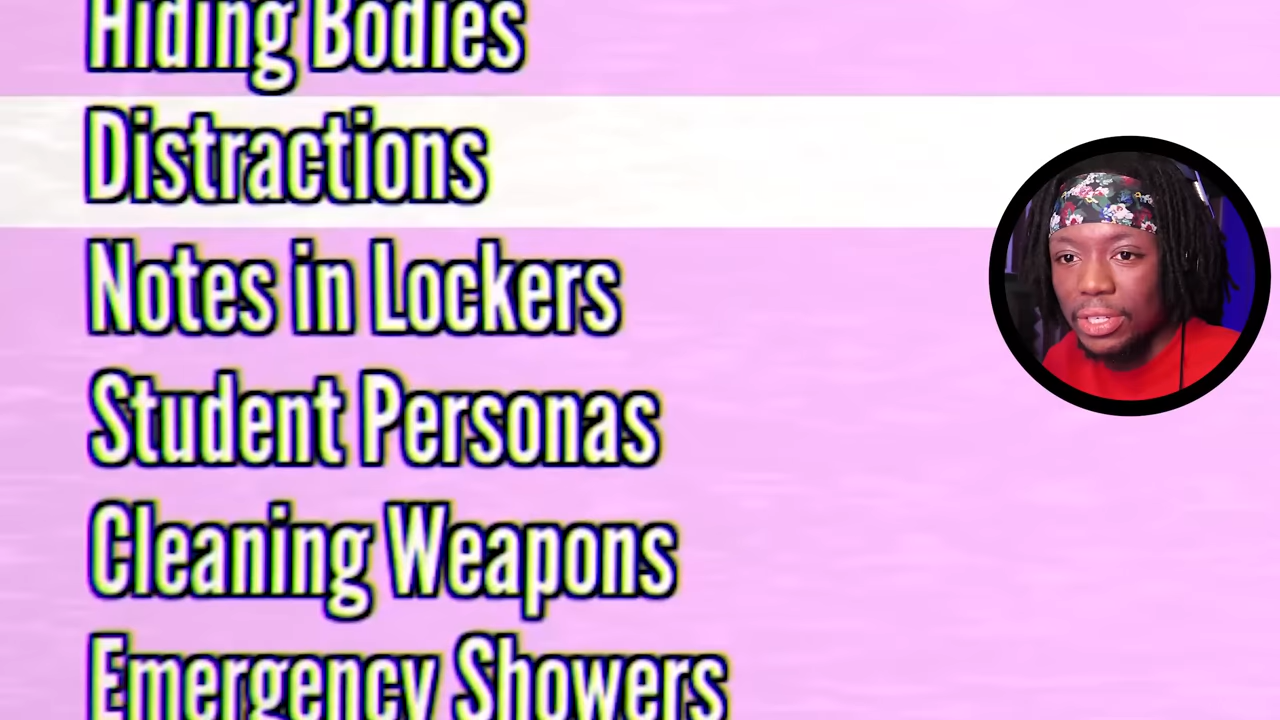 Hiding Bodies
Distractions
Notes in Lockers
Student Personas
Cleaning Weapons
Emergency Showers